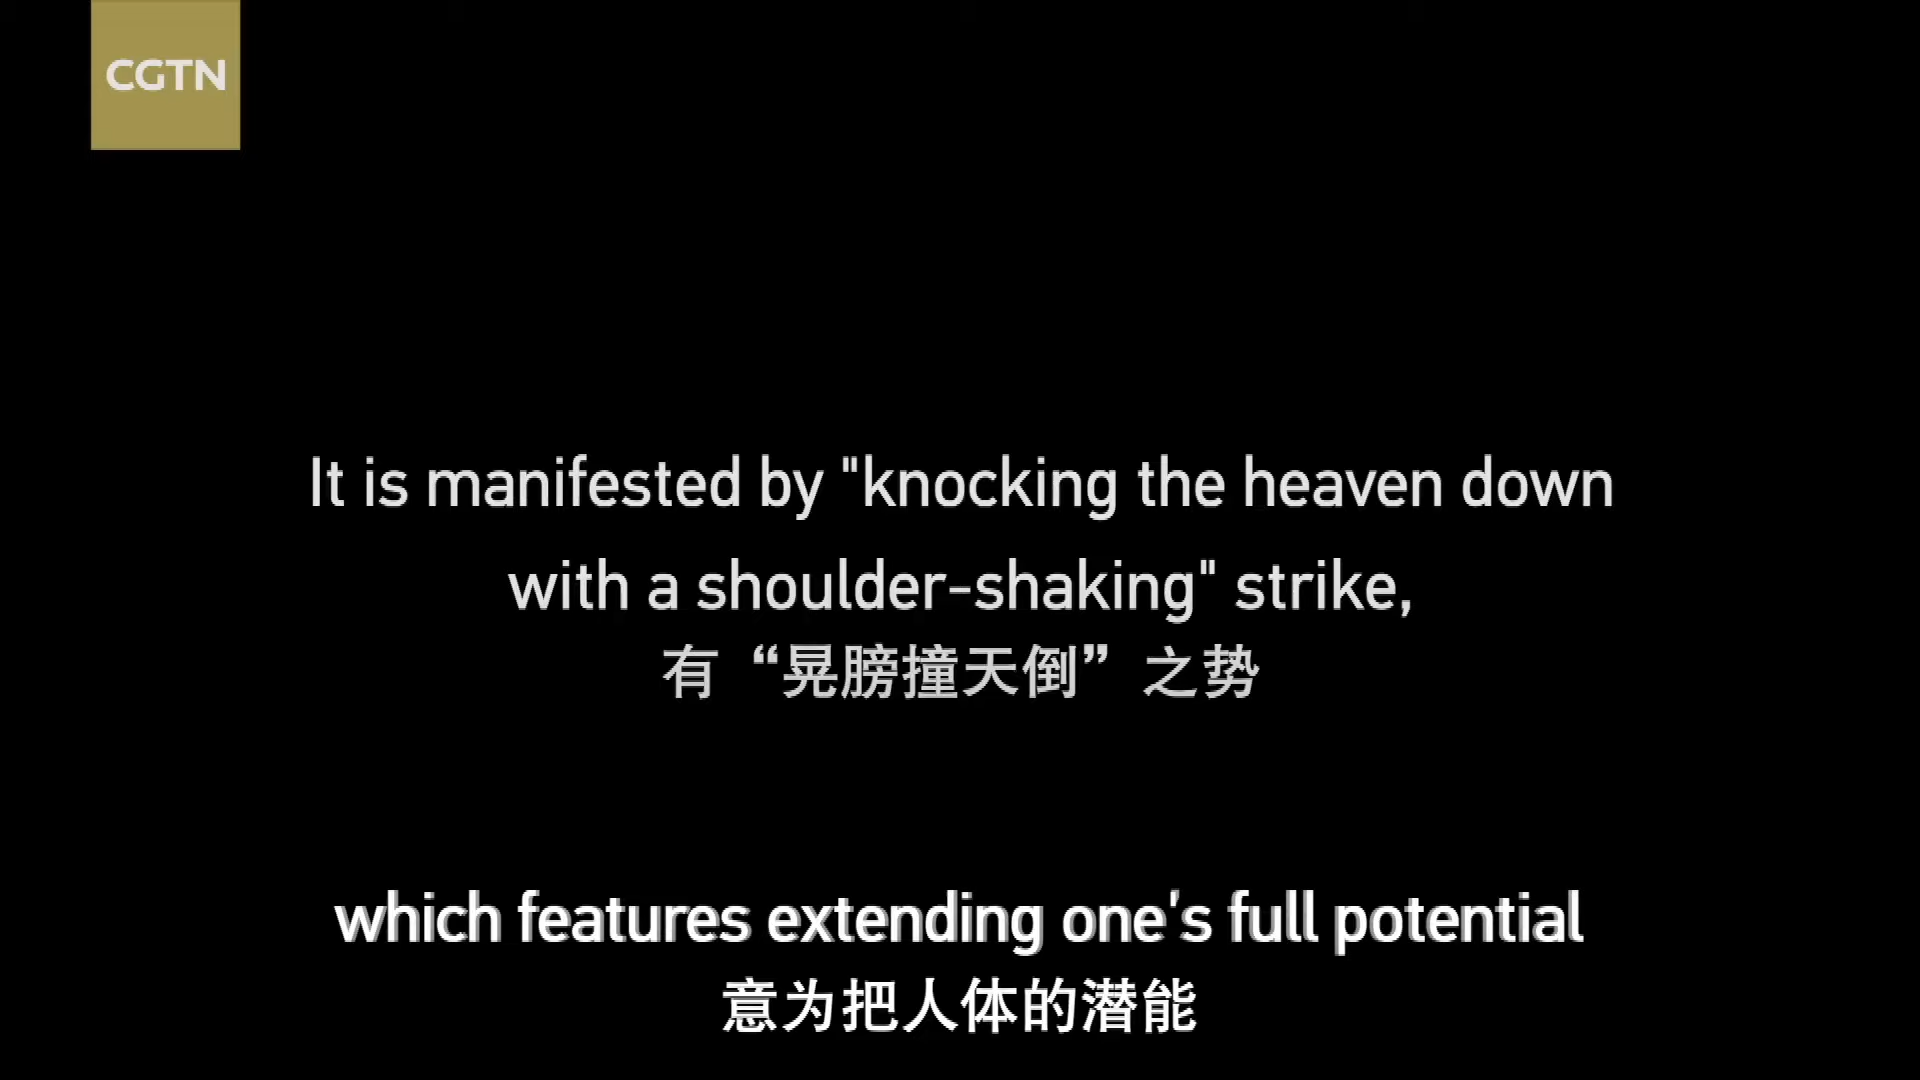 CGTN
It is manifested by "knocking the heaven down
with a shoulder-shaking" strike,
有“晃膀撞天倒”之势
which features extending one's full potential
意为把人体的潜能